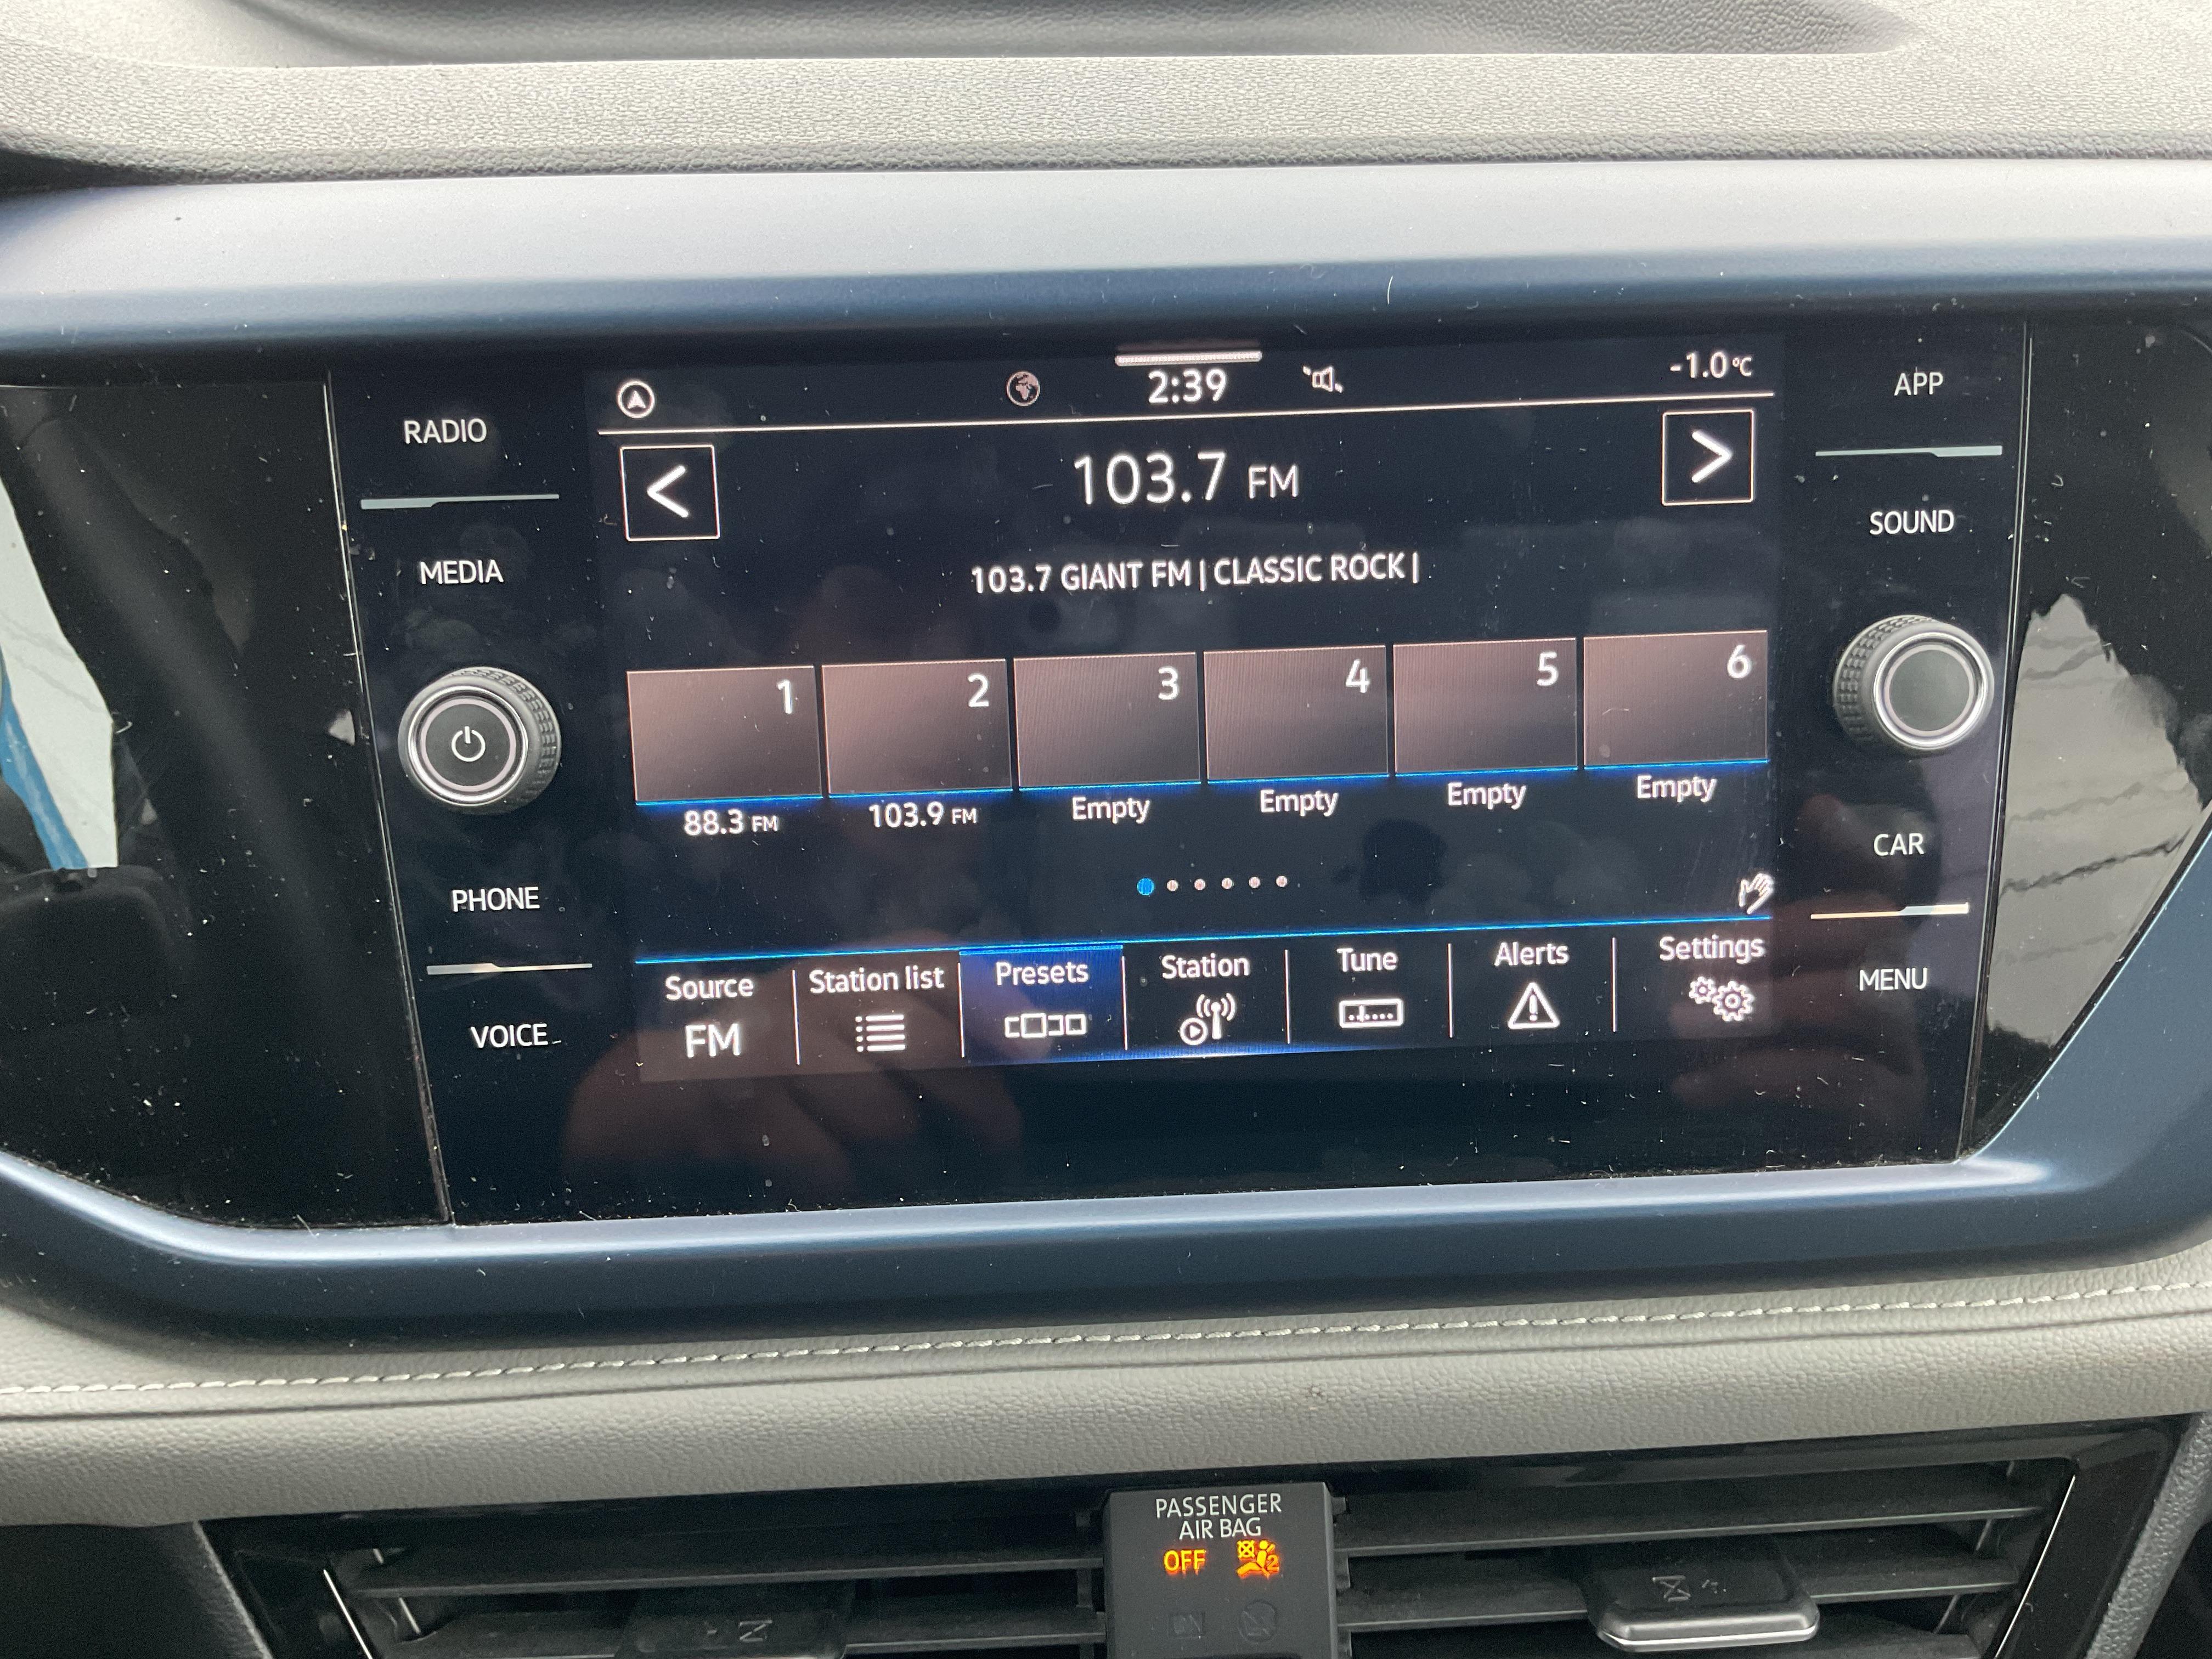 RADIO
MEDIA
PHONE
VOICE
2:39
-1.0°C
<
103.7 FM
>
103.7 GIANT FM | CLASSIC ROCK |
1
2
3
4
5
6
88.3 FM
103.9 FM
Empty
Empty
Empty
Empty
Source
FM
Station list
Presets
Station
Tune
Alerts
Settings
APP
SOUND
CAR
MENU
PASSENGER
AIR BAG
OFF
2
ON